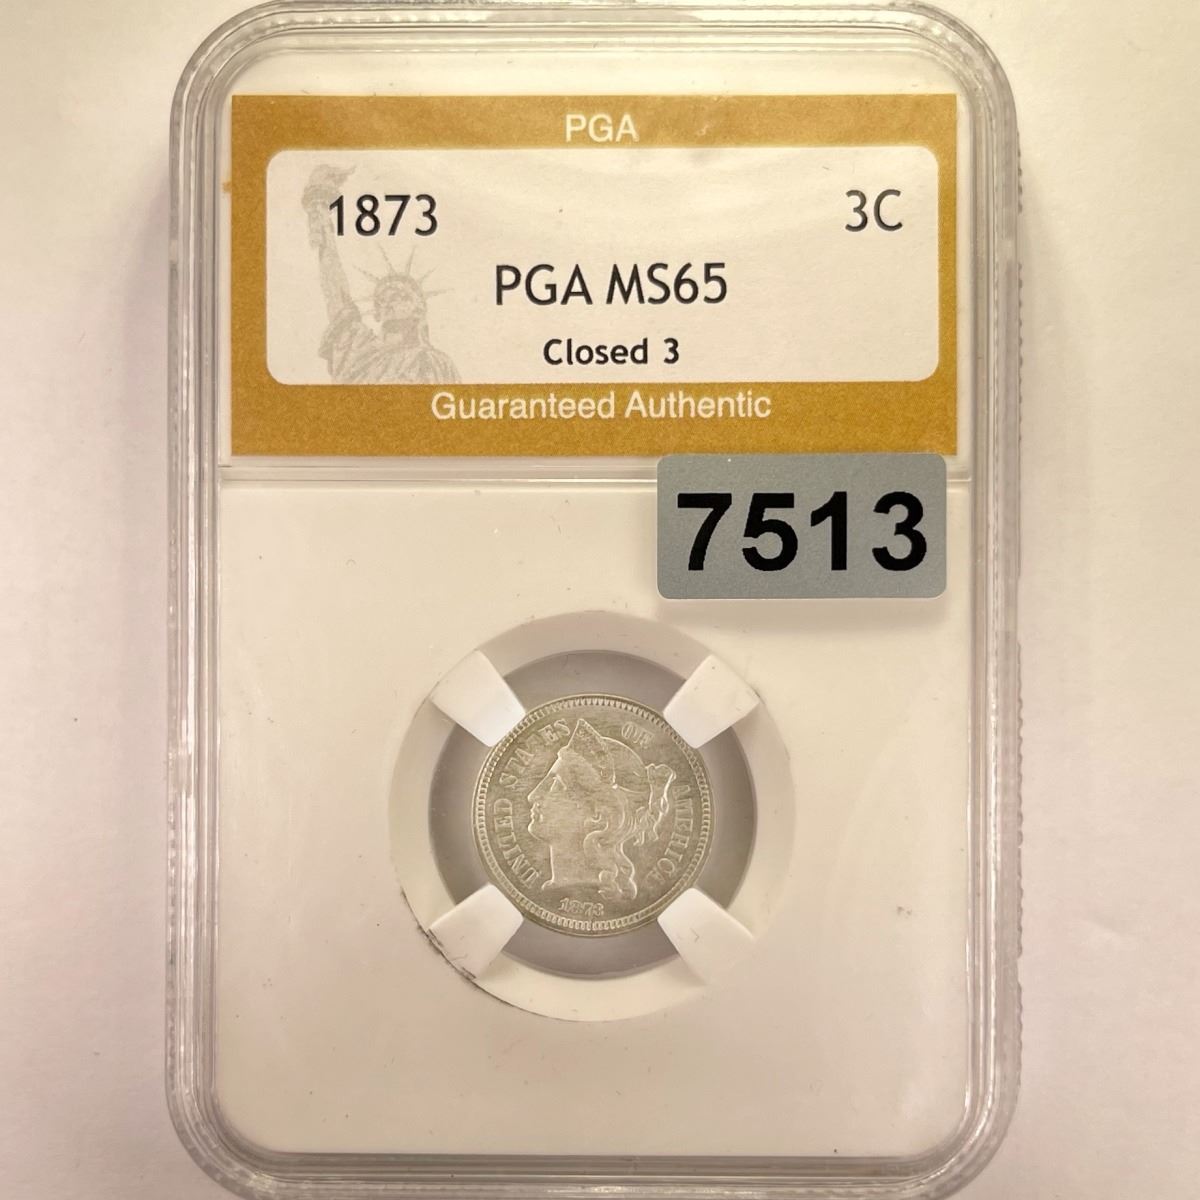 PGA
1873 3C
PGA MS65
Closed 3
Guaranteed Authentic
7513
UNITED STATES OF AMERICA
1873